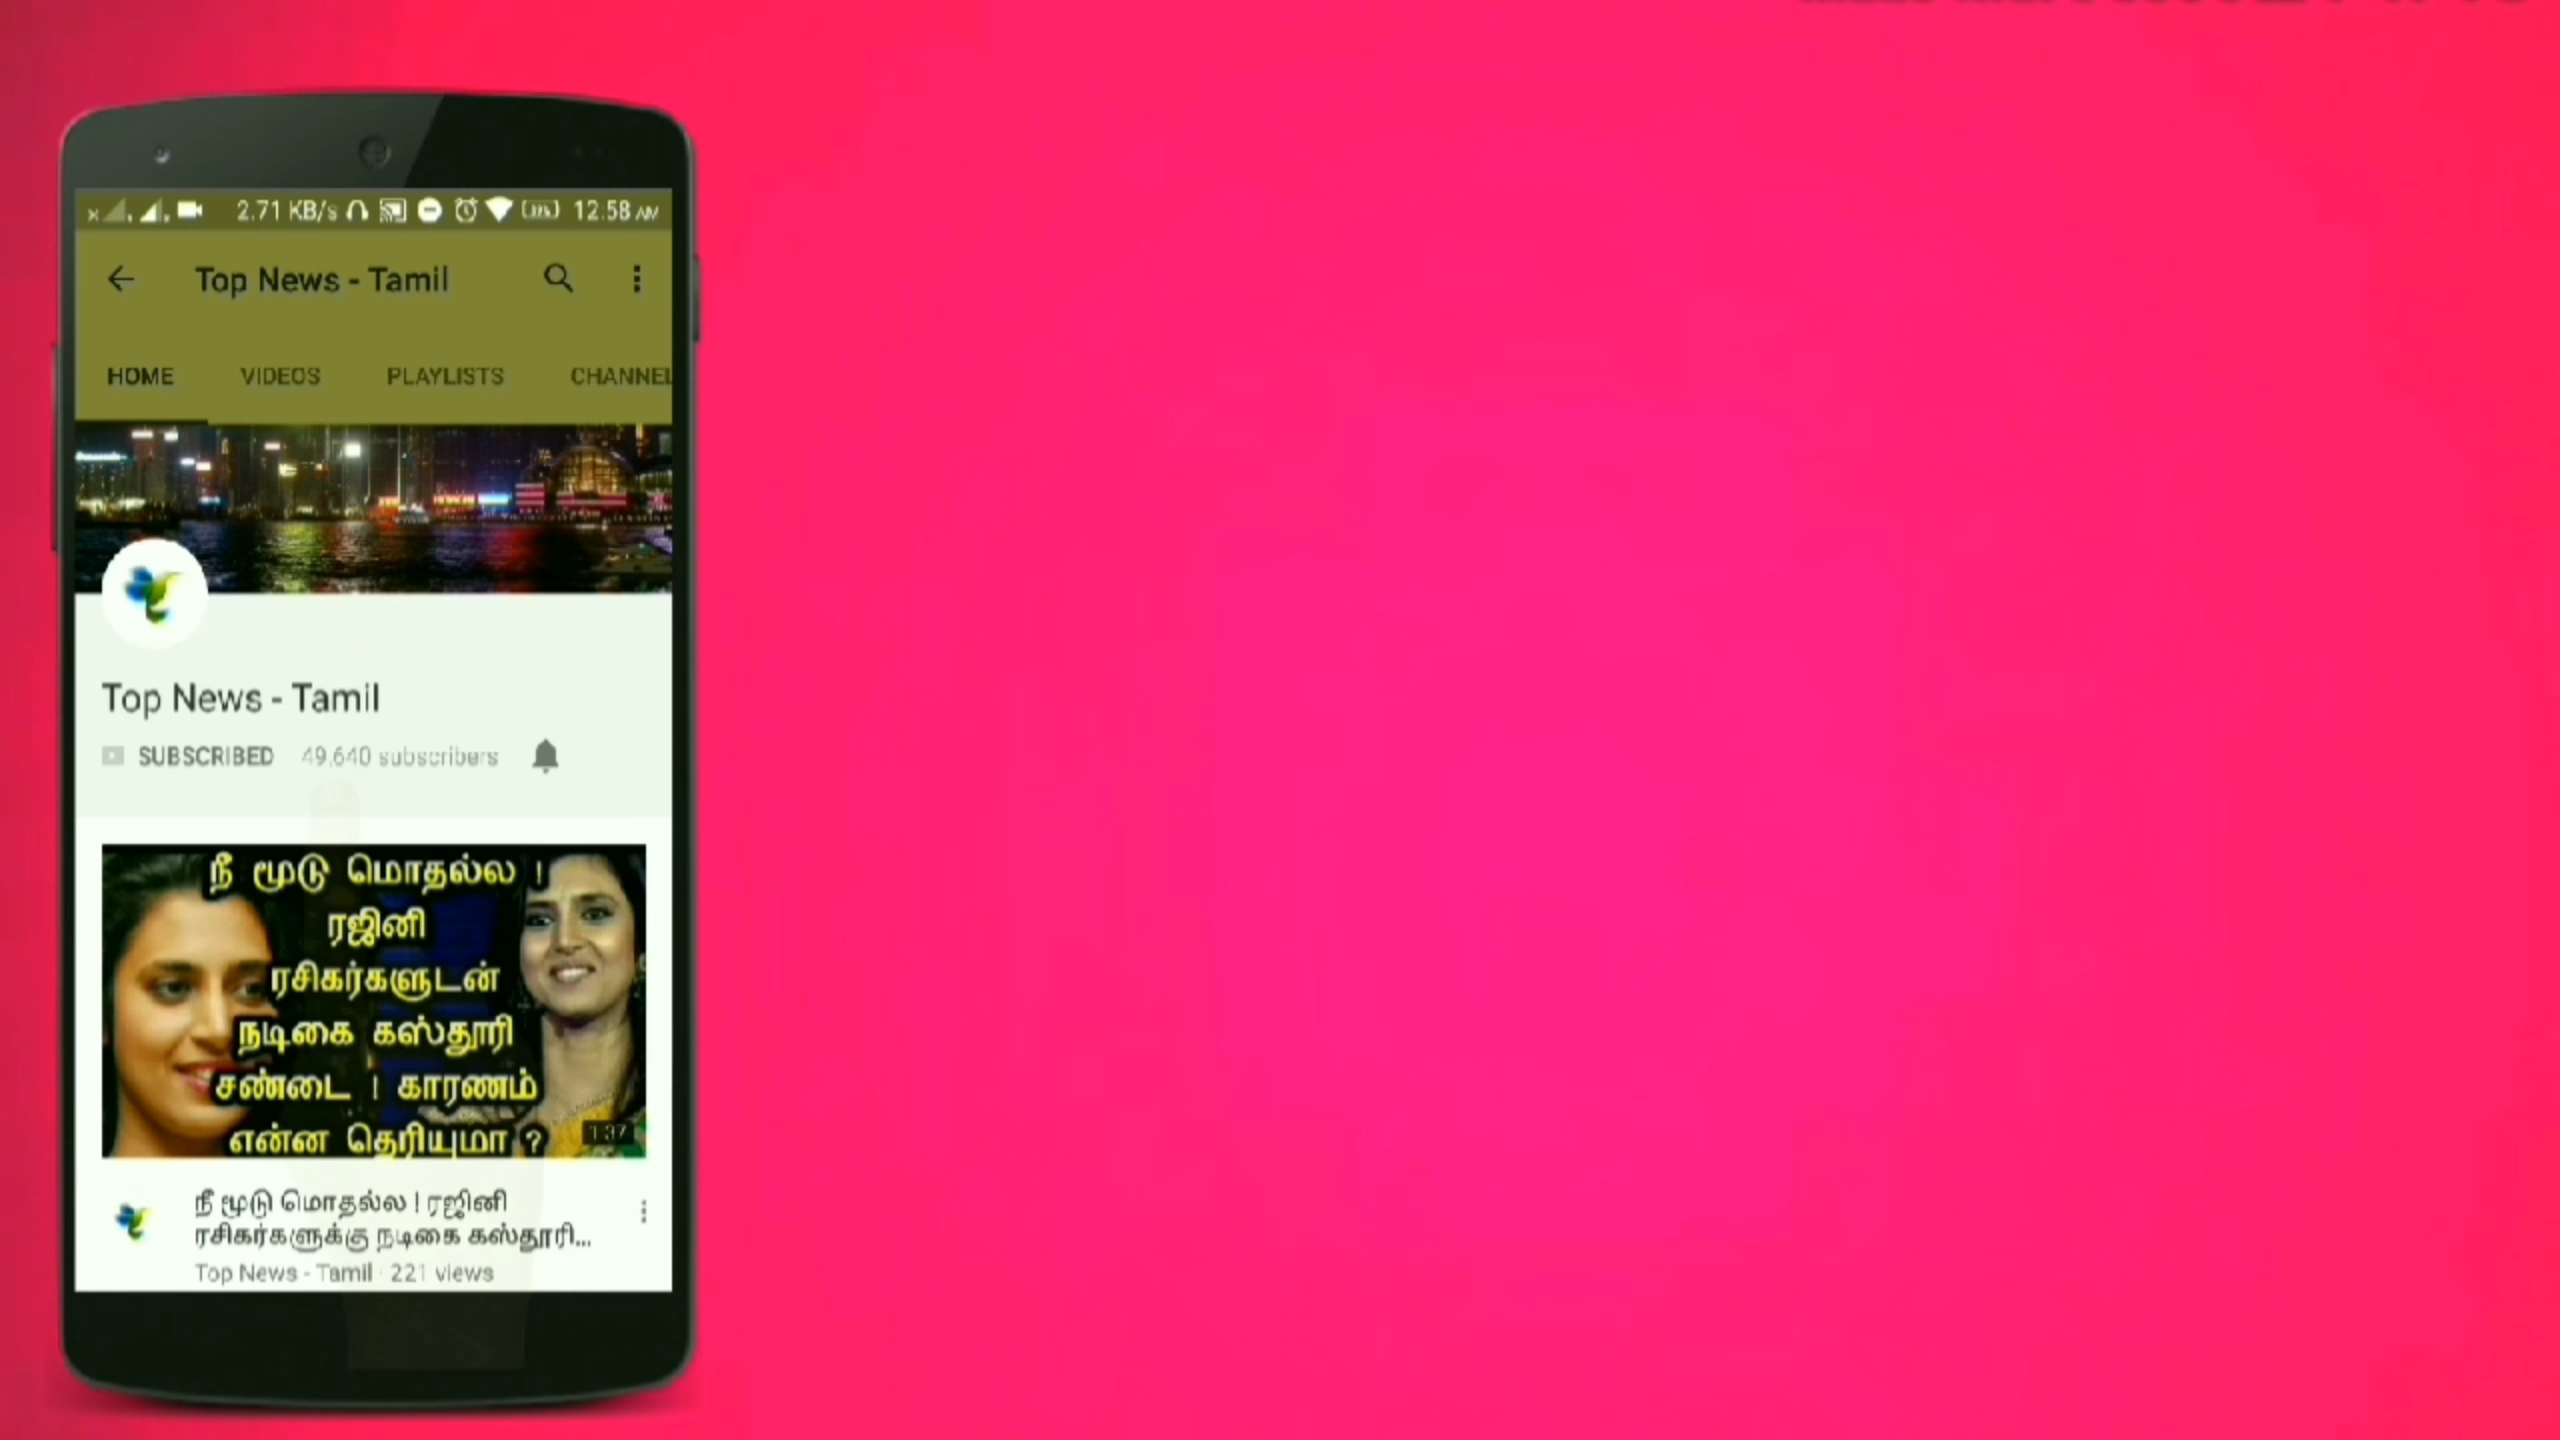 2.71 KB/s 12.58 AM
Top News - Tamil
HOME VIDEOS PLAYLISTS CHANNEL
Top News - Tamil
SUBSCRIBED 49,640 subscribers
நீ மூடு மொதல்ல !
ரஜினி
ரசிகர்களுடன்
நடிகை கஸ்தூரி
சண்டை ! காரணம்
என்ன தெரியுமா ?
1:37
நீ மூடு மொதல்ல ! ரஜினி
ரசிகர்களுக்கு நடிகை கஸ்தூரி...
Top News - Tamil · 221 views